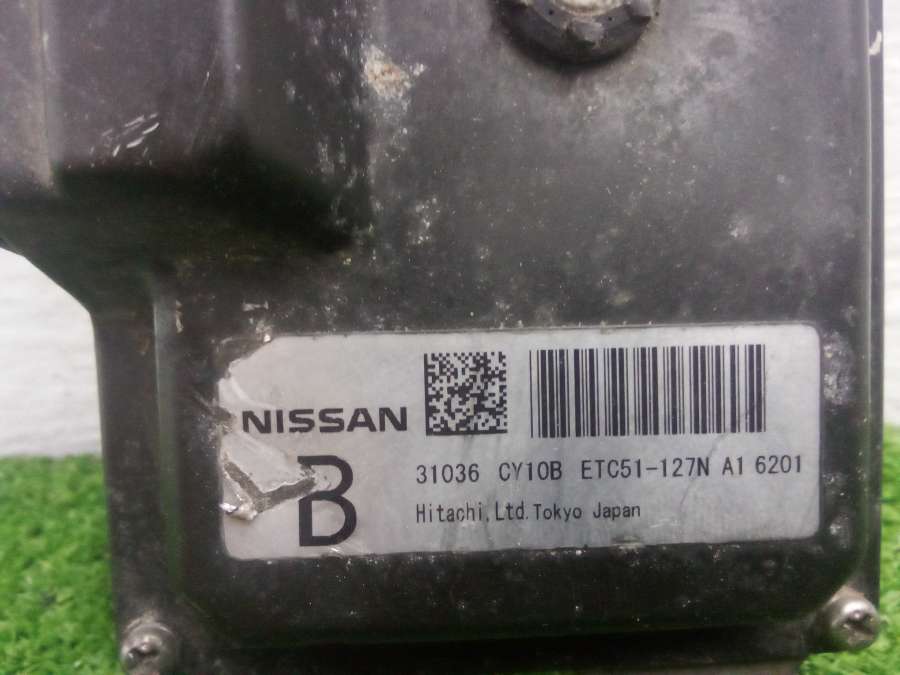 NISSAN
B
31036 CY10B ETC51-127N A1 6201
Hitachi,Ltd.Tokyo Japan